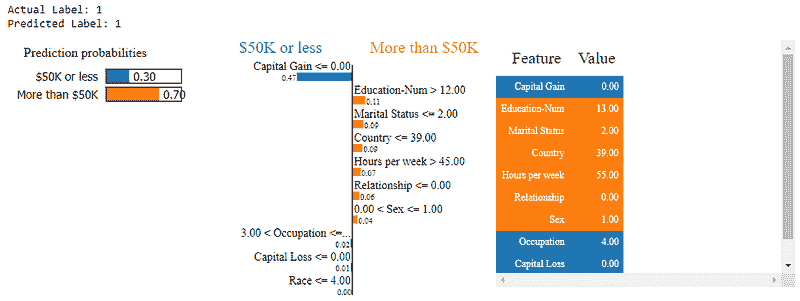 Actual Label: 1
Predicted Label: 1
Prediction probabilities
$50K or less 0.30
More than $50K 0.70
$50K or less More than $50K
Capital Gain <= 0.00
0.47
Education-Num > 12.00
0.11
Marital Status <= 2.00
0.09
Country <= 39.00
0.09
Hours per week > 45.00
0.07
Relationship <= 0.00
0.06
0.00 < Sex <= 1.00
0.04
3.00 < Occupation <=...
0.02
Capital Loss <= 0.00
0.01
Race <= 4.00
0.00
Feature Value
Capital Gain 0.00
Education-Num 13.00
Marital Status 2.00
Country 39.00
Hours per week 55.00
Relationship 0.00
Sex 1.00
Occupation 4.00
Capital Loss 0.00